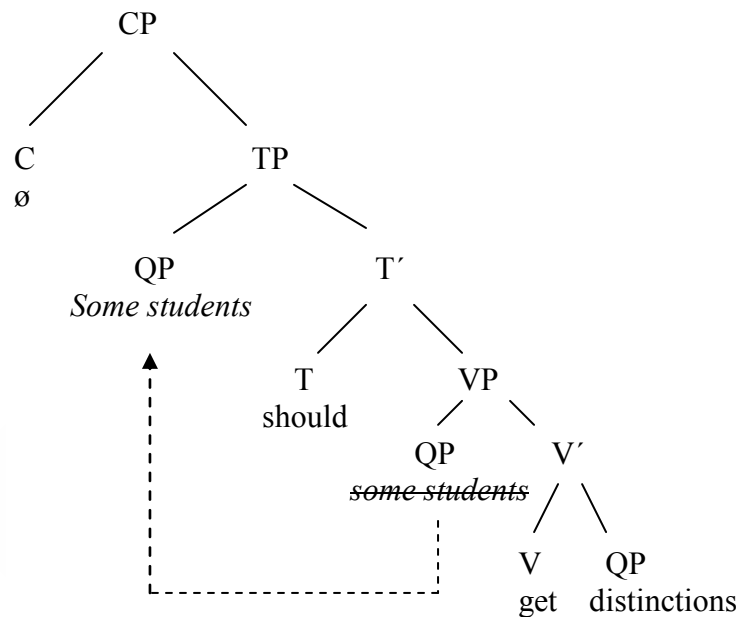 CP
C TP
ø
QP T´
Some students
T VP
should
QP V´
some students
V QP
get distinctions